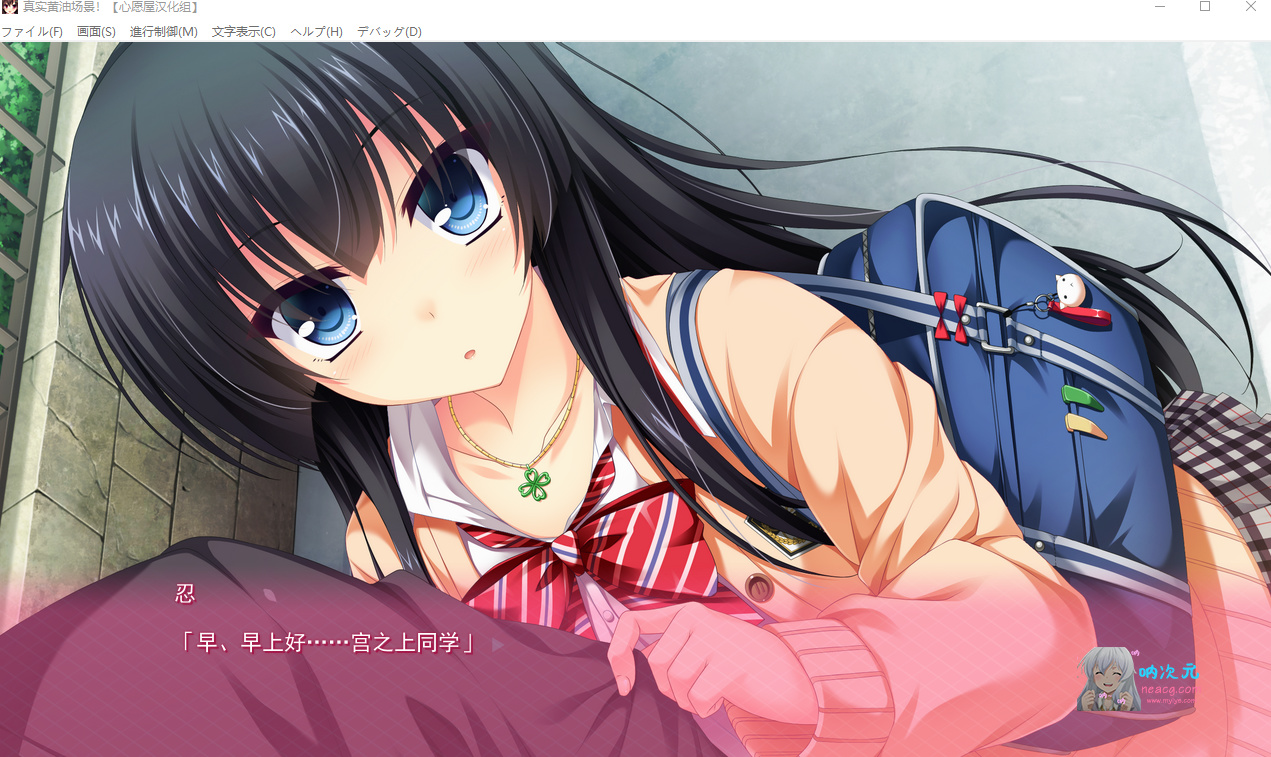 真实黄油场景！【心愿屋汉化组】
ファイル(F) 画面(S) 進行制御(M) 文字表示(C) ヘルプ(H) デバッグ(D)
忍
「早、早上好……宫之上同学」
呐次元
neacg.com